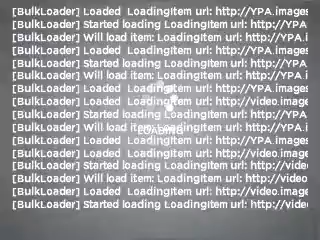 [BulkLoader] Loaded LoadingItem url: http://YPA.images
[BulkLoader] Started loading LoadingItem url: http://YPA
[BulkLoader] Will load item: LoadingItem url: http://YPA.i
[BulkLoader] Loaded LoadingItem url: http://YPA.images
[BulkLoader] Started loading LoadingItem url: http://YPA
[BulkLoader] Will load item: LoadingItem url: http://YPA.i
[BulkLoader] Loaded LoadingItem url: http://YPA.images
[BulkLoader] Loaded LoadingItem url: http://video.image
[BulkLoader] Started loading LoadingItem url: http://YPA
[BulkLoader] Will load item: LoadingItem url: http://YPA.i
LOADING
[BulkLoader] Loaded LoadingItem url: http://YPA.images
[BulkLoader] Loaded LoadingItem url: http://video.image
[BulkLoader] Started loading LoadingItem url: http://vide
[BulkLoader] Will load item: LoadingItem url: http://video
[BulkLoader] Loaded LoadingItem url: http://video.image
[BulkLoader] Started loading LoadingItem url: http://vide